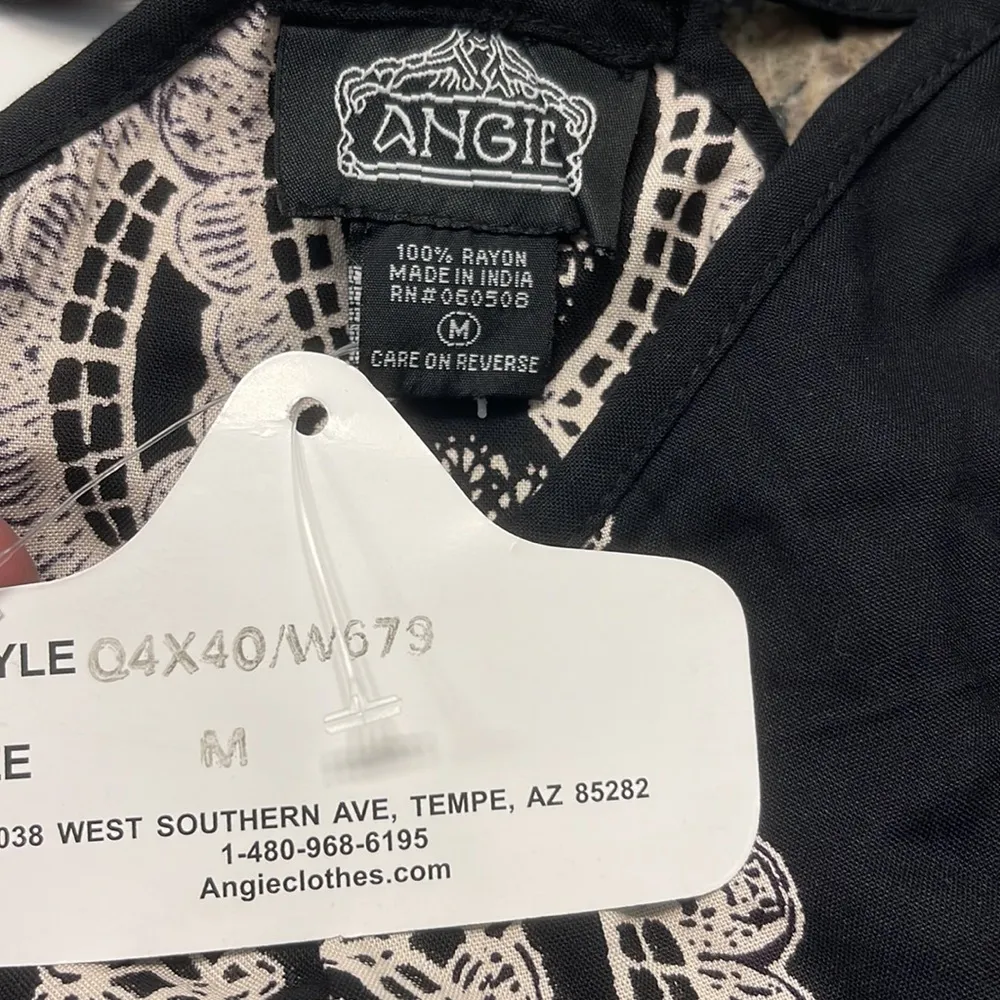 ANGIE
100% RAYON
MADE IN INDIA
RN#060508
M
CARE ON REVERSE
YLE Q4X40/W679
E M
038 WEST SOUTHERN AVE, TEMPE, AZ 85282
1-480-968-6195
Angieclothes.com